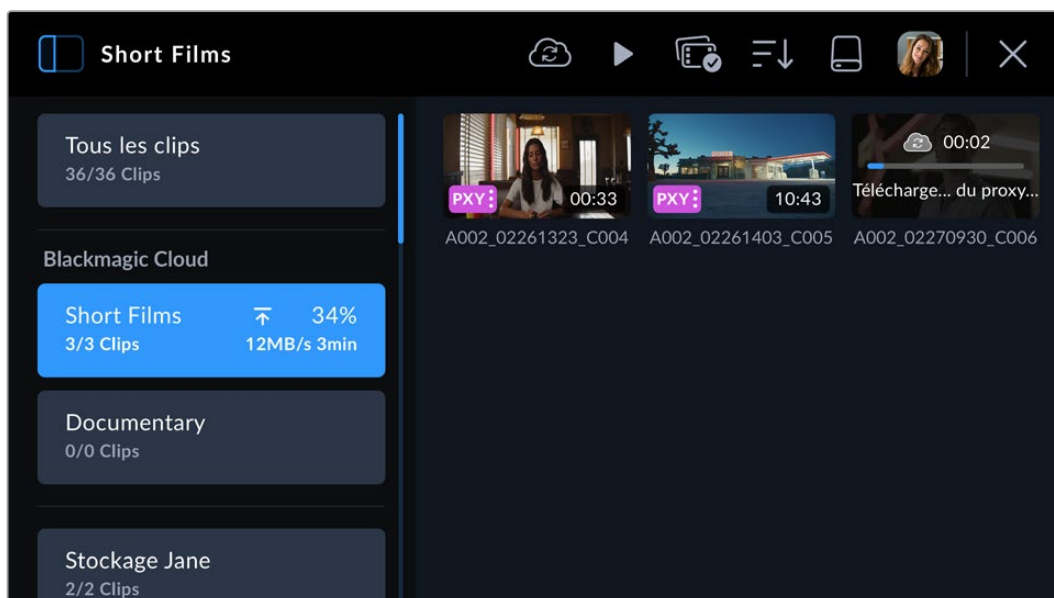 Short Films
Tous les clips
36/36 Clips
Blackmagic Cloud
Short Films 34%
3/3 Clips 12MB/s 3min
Documentary
0/0 Clips
Stockage Jane
2/2 Clips
00:02
Télécharge... du proxy...
PXY 00:33
PXY 10:43
DINER
A002_02261323_C004
A002_02261403_C005
A002_02270930_C006